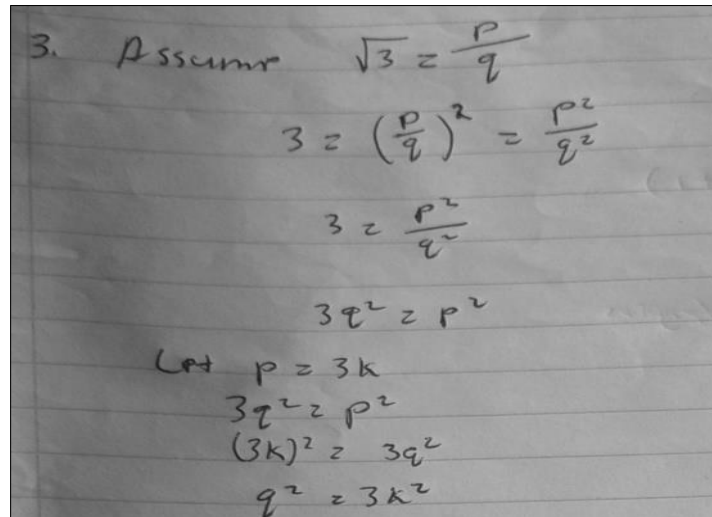 3. Assume √3 = p/q
3 = (p/q)² = p²/q²
3 = p²/q²
3q² = p²
Let p = 3k
3q² = p²
(3k)² = 3q²
q² = 3k²